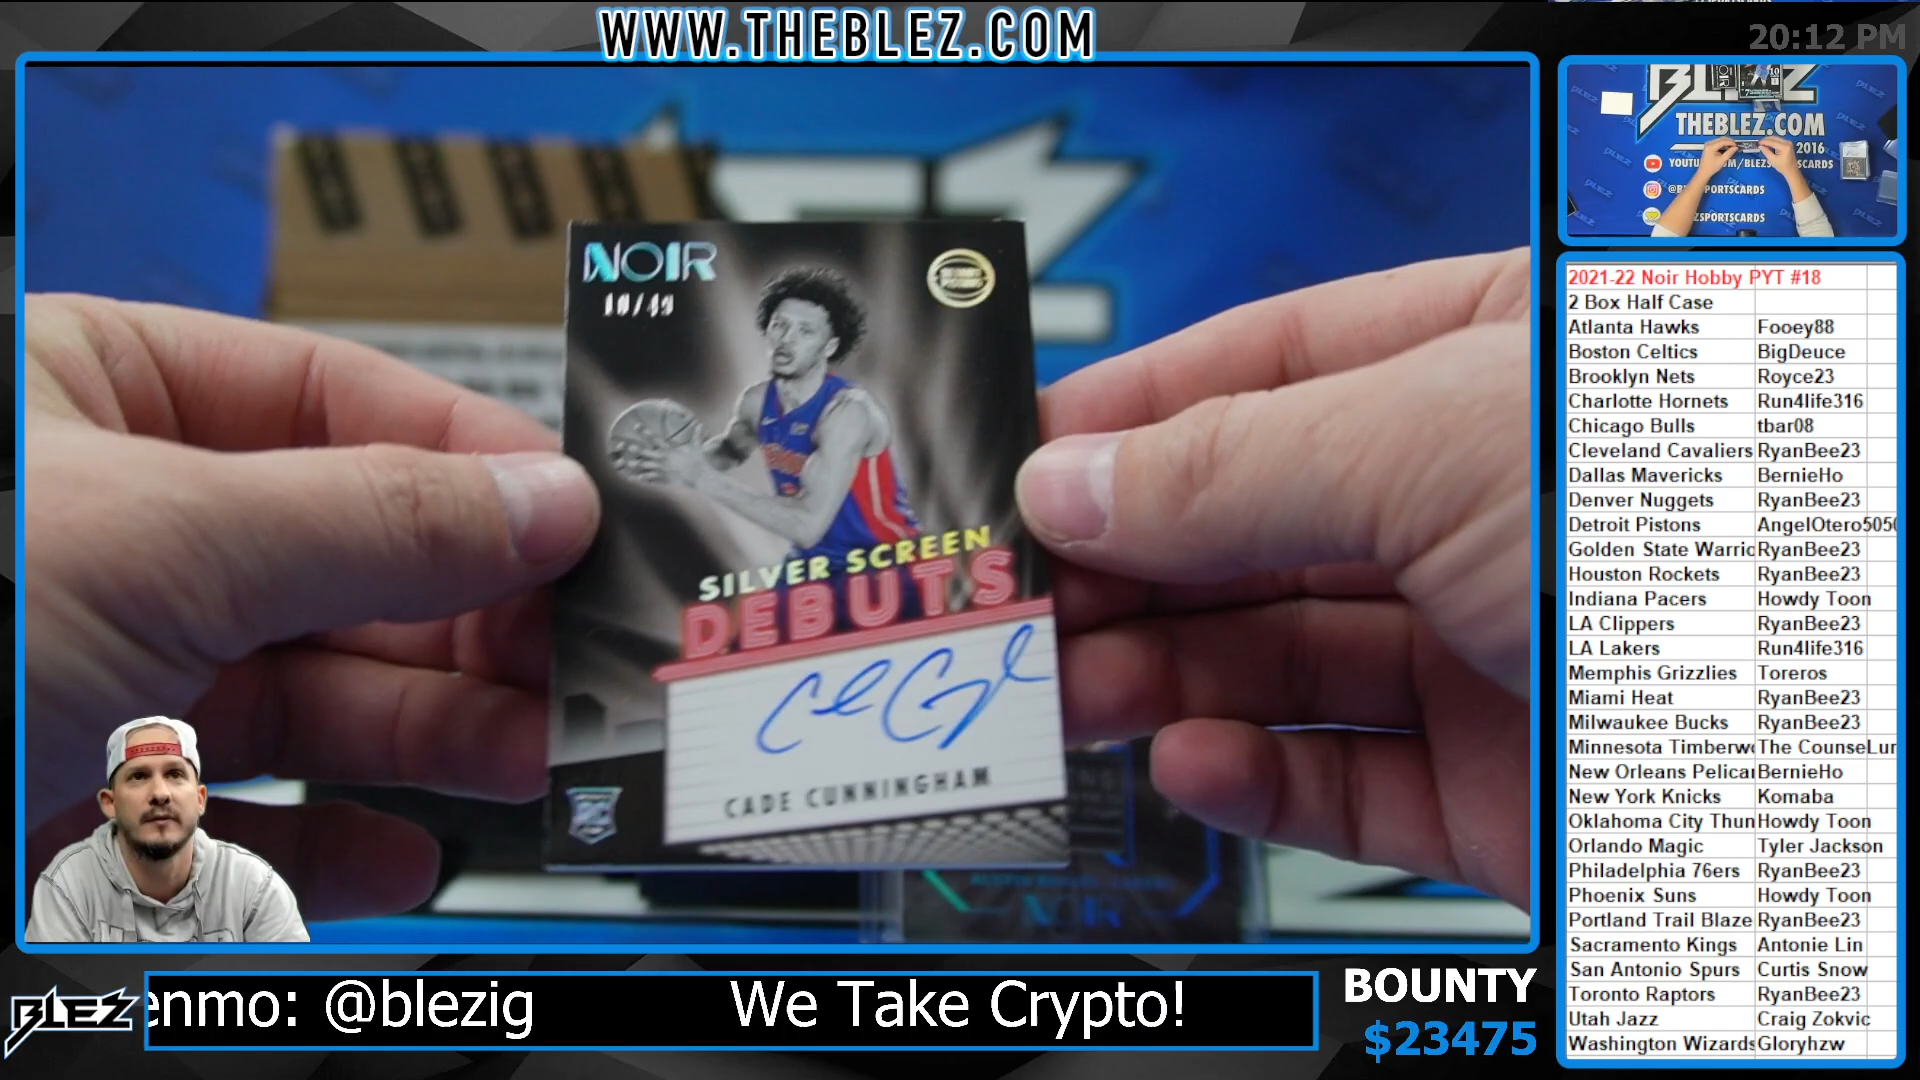 WWW.THEBLEZ.COM
20:12 PM
NOIR
SILVER SCREEN
DEBUTS
CADE CUNNINGHAM
THEBLEZ.COM
2016
2021-22 Noir Hobby PYT #18
2 Box Half Case
Atlanta Hawks Fooey88
Boston Celtics BigDeuce
Brooklyn Nets Royce23
Charlotte Hornets Run4life316
Chicago Bulls tbar08
Cleveland Cavaliers RyanBee23
Dallas Mavericks BernieHo
Denver Nuggets RyanBee23
Detroit Pistons AngelOtero505
Golden State Warric RyanBee23
Houston Rockets RyanBee23
Indiana Pacers Howdy Toon
LA Clippers RyanBee23
LA Lakers Run4life316
Memphis Grizzlies Toreros
Miami Heat RyanBee23
Milwaukee Bucks RyanBee23
Minnesota Timberw The CounseLur
New Orleans Pelica BernieHo
New York Knicks Komaba
Oklahoma City Thun Howdy Toon
Orlando Magic Tyler Jackson
Philadelphia 76ers RyanBee23
Phoenix Suns Howdy Toon
Portland Trail Blaze RyanBee23
Sacramento Kings Antonie Lin
San Antonio Spurs Curtis Snow
Toronto Raptors RyanBee23
Utah Jazz Craig Zokvic
Washington Wizards Gloryhzw
BLEZ
enmo: @blezig We Take Crypto!
BOUNTY
$23475